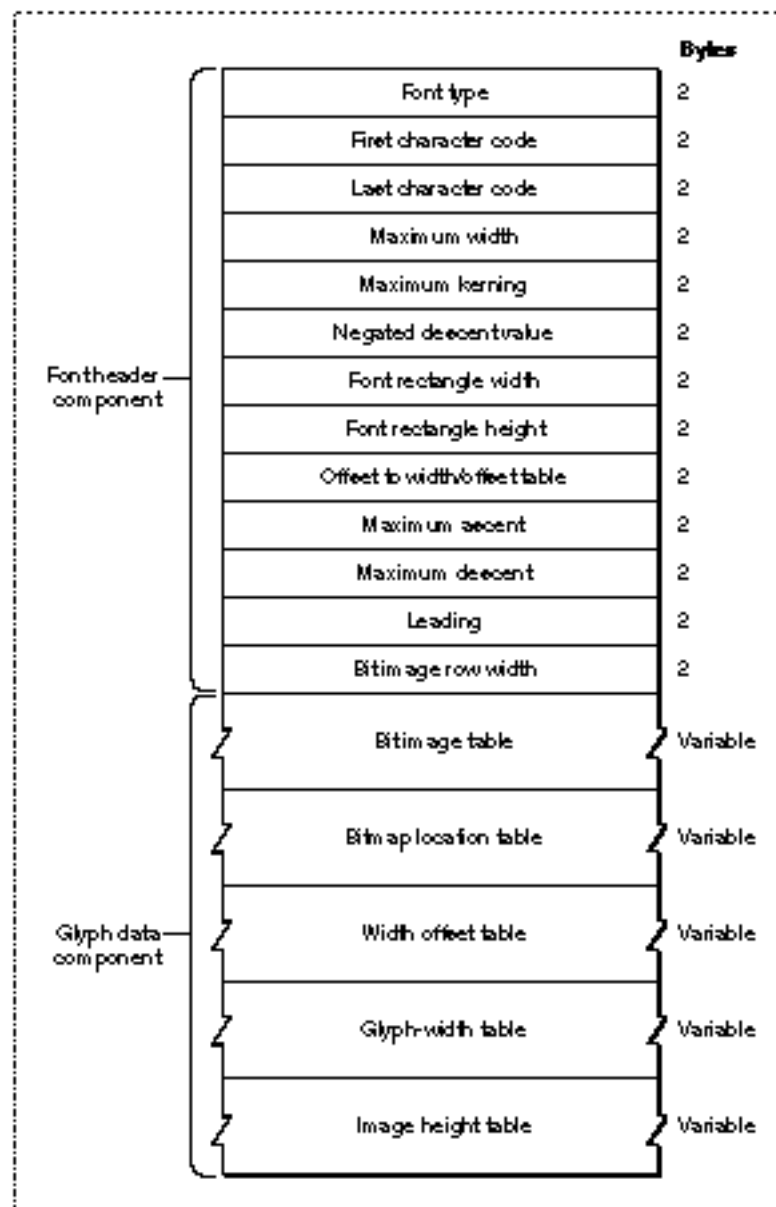 Bytes
Font type 2
First character code 2
Last character code 2
Maximum width 2
Maximum kerning 2
Negated descent value 2
Font rectangle width 2
Font header
component
Font rectangle height 2
Offset to width/offset table 2
Maximum ascent 2
Maximum descent 2
Leading 2
Bit image row width 2
Bit image table Variable
Bitmap location table Variable
Width offset table Variable
Glyph data
component
Glyph-width table Variable
Image height table Variable